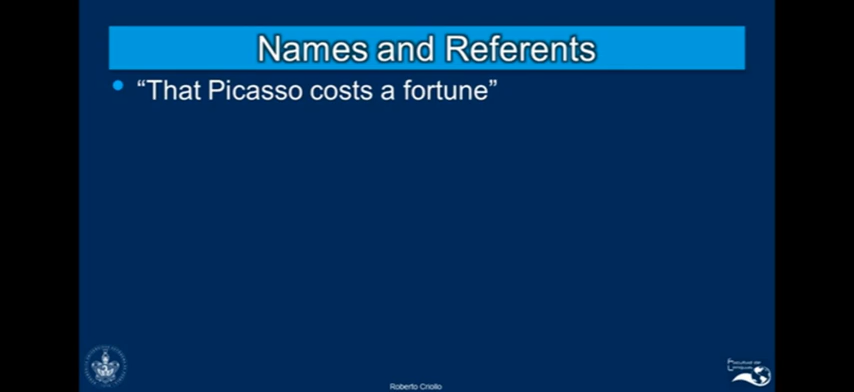 Names and Referents
“That Picasso costs a fortune”
Roberto Criollo